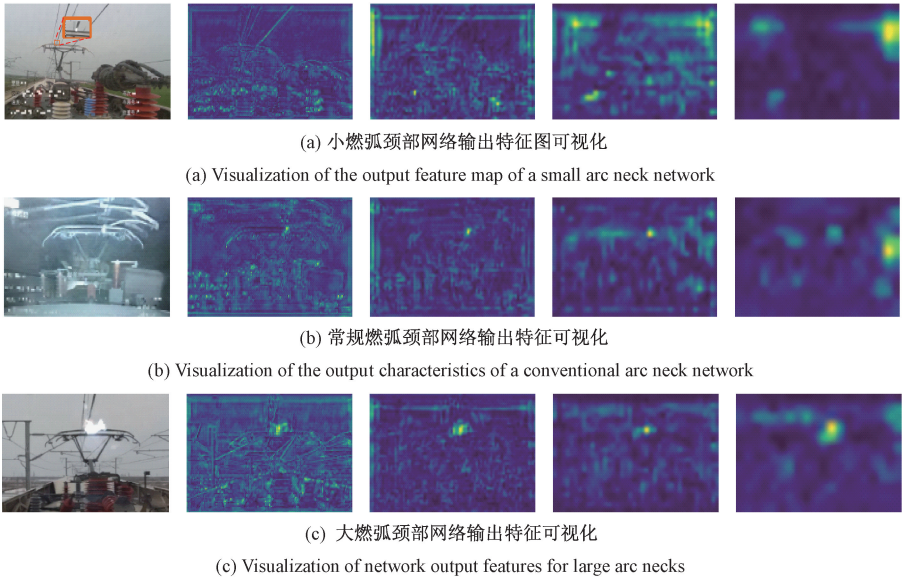 (a) 小燃弧颈部网络输出特征图可视化
(a) Visualization of the output feature map of a small arc neck network
(b) 常规燃弧颈部网络输出特征可视化
(b) Visualization of the output characteristics of a conventional arc neck network
(c) 大燃弧颈部网络输出特征可视化
(c) Visualization of network output features for large arc necks